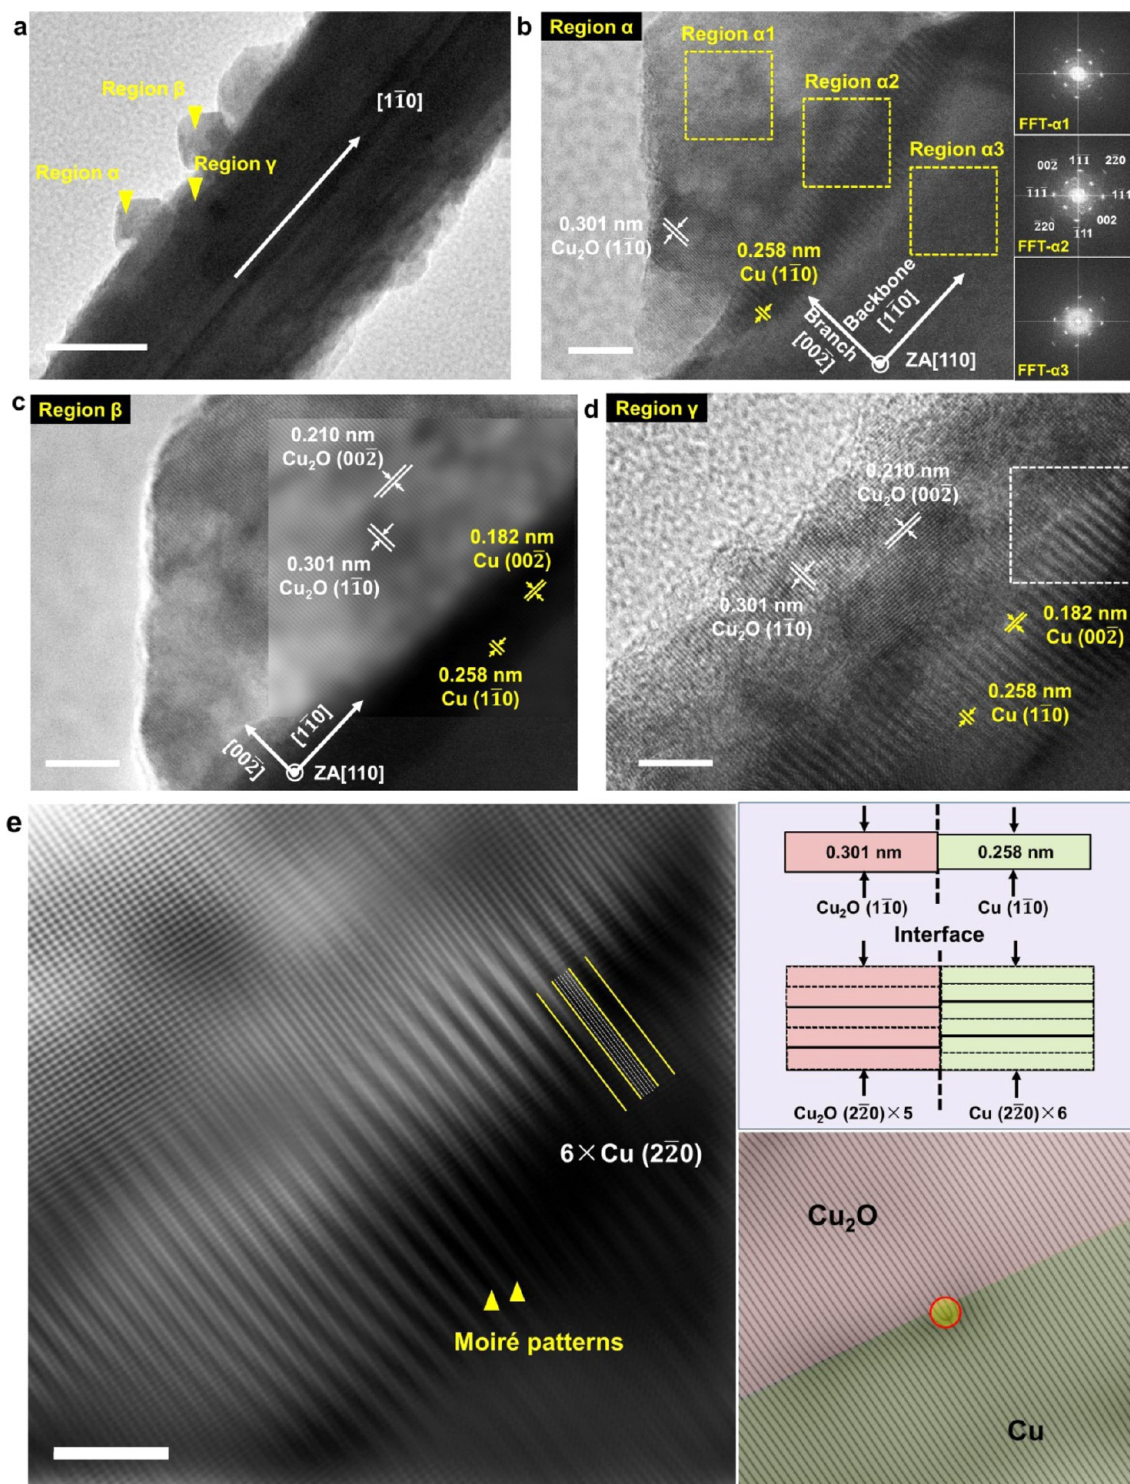 a
Region β
Region α
Region γ
[11̅0]
b
Region α
Region α1
Region α2
Region α3
0.301 nm
Cu₂O (11̅0)
0.258 nm
Cu (11̅0)
Branch
[002̅]
Backbone
[11̅0]
ZA[110]
FFT-α1
002̅
11̅1̅
22̅0
1̅11̅
111
2̅20
002
1̅11
FFT-α2
FFT-α3
c
Region β
0.210 nm
Cu₂O (002̅)
0.301 nm
Cu₂O (11̅0)
0.182 nm
Cu (002̅)
0.258 nm
Cu (11̅0)
[002̅]
[11̅0]
ZA[110]
d
Region γ
0.210 nm
Cu₂O (002̅)
0.301 nm
Cu₂O (11̅0)
0.182 nm
Cu (002̅)
0.258 nm
Cu (11̅0)
e
6×Cu (22̅0)
Moiré patterns
0.301 nm
0.258 nm
Cu₂O (11̅0)
Cu (11̅0)
Interface
Cu₂O (22̅0)×5
Cu (22̅0)×6
Cu₂O
Cu